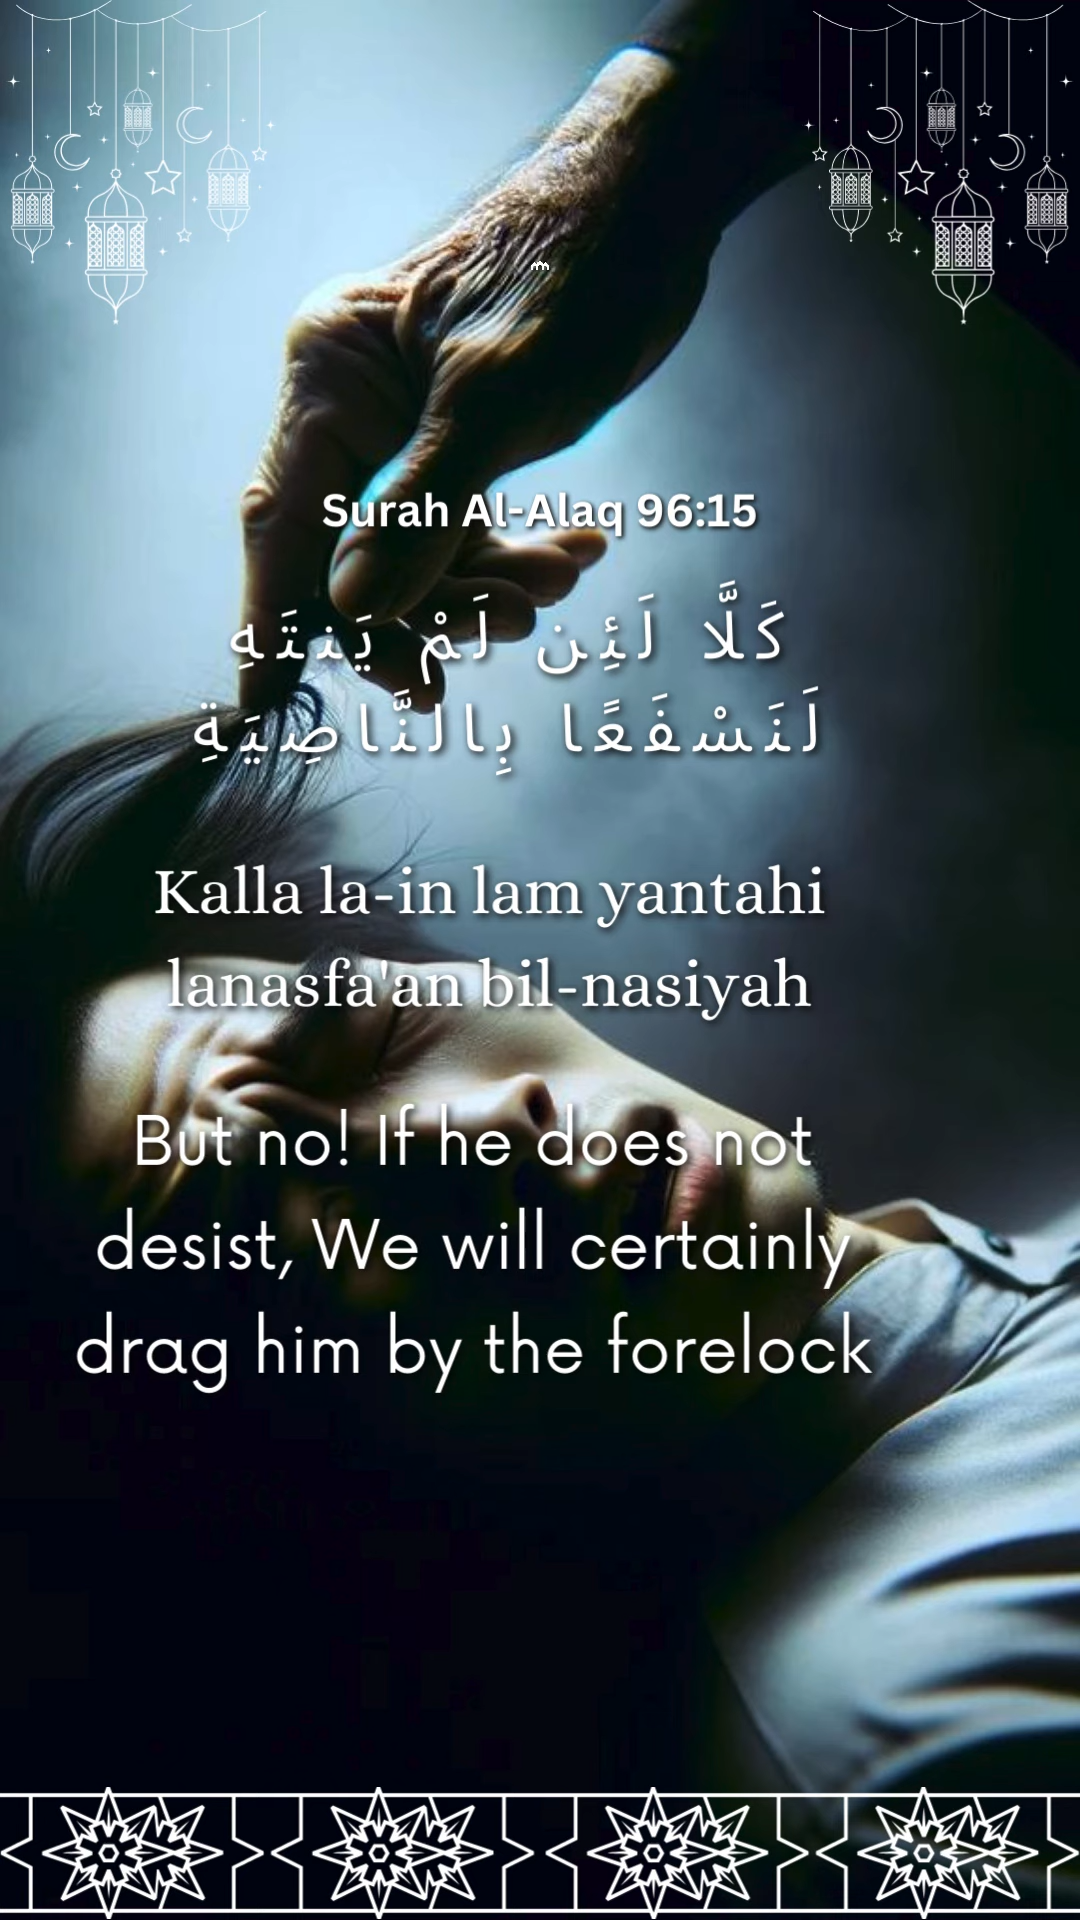 Surah Al-Alaq 96:15
كَلَّا لَئِن لَمْ يَنتَهِ
لَنَسْفَعًا بِالنَّاصِيَةِ
Kalla la-in lam yantahi
lanasfa'an bil-nasiyah
But no! If he does not
desist, We will certainly
drag him by the forelock